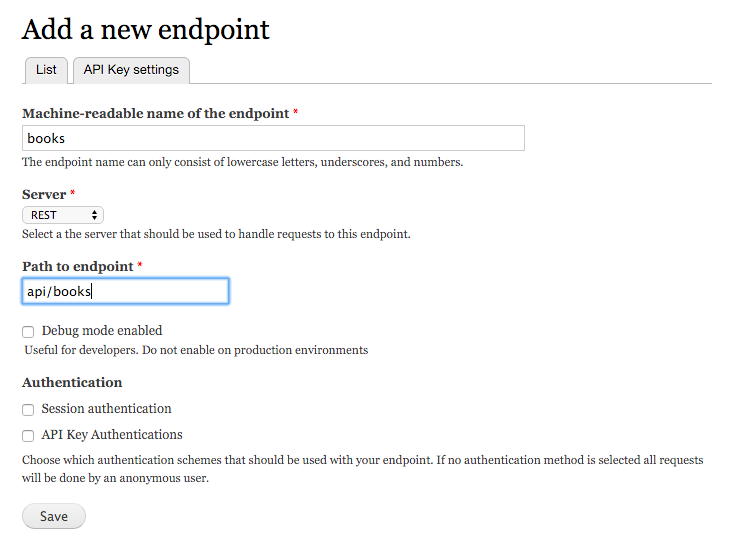 Add a new endpoint
List
API Key settings
Machine-readable name of the endpoint *
books
The endpoint name can only consist of lowercase letters, underscores, and numbers.
Server *
REST
Select a the server that should be used to handle requests to this endpoint.
Path to endpoint *
api/books
Debug mode enabled
Useful for developers. Do not enable on production environments
Authentication
Session authentication
API Key Authentications
Choose which authentication schemes that should be used with your endpoint. If no authentication method is selected all requests
will be done by an anonymous user.
Save